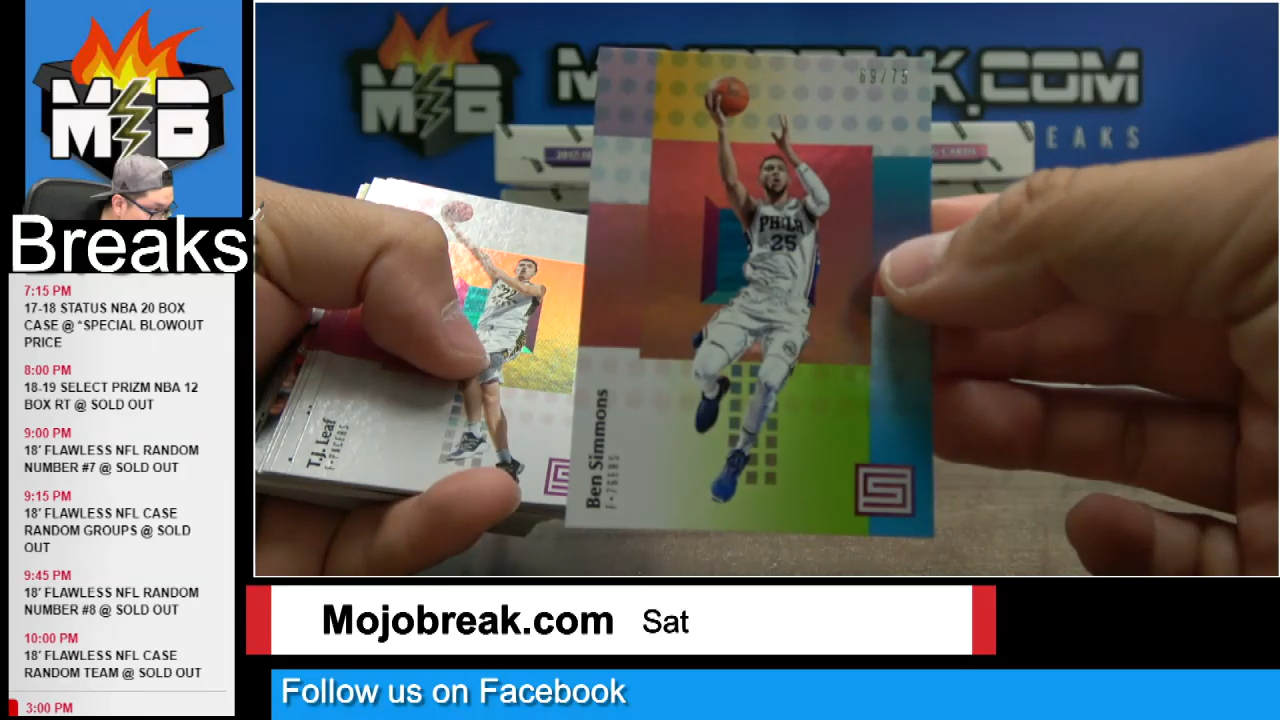 M B
Breaks
7:15 PM
17-18 STATUS NBA 20 BOX
CASE @ *SPECIAL BLOWOUT
PRICE
8:00 PM
18-19 SELECT PRIZM NBA 12
BOX RT @ SOLD OUT
9:00 PM
18' FLAWLESS NFL RANDOM
NUMBER #7 @ SOLD OUT
9:15 PM
18' FLAWLESS NFL CASE
RANDOM GROUPS @ SOLD
OUT
9:45 PM
18' FLAWLESS NFL RANDOM
NUMBER #8 @ SOLD OUT
10:00 PM
18' FLAWLESS NFL CASE
RANDOM TEAM @ SOLD OUT
3:00 PM
M B
.COM
EAKS
CARDS
69/75
PHILA
25
Ben Simmons
F • 76ERS
S
22
T.J. Leaf
F • PACERS
Mojobreak.com Sat
Follow us on Facebook